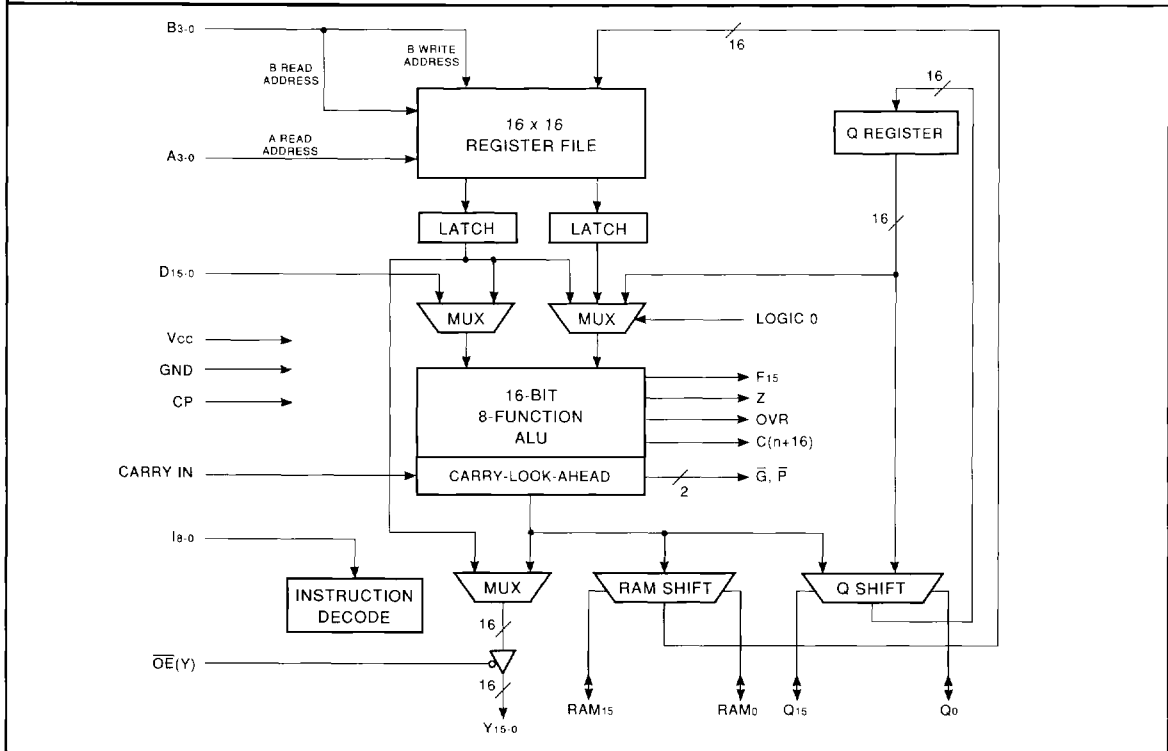 B3-0
B READ
ADDRESS
B WRITE
ADDRESS
16
16
16 x 16
REGISTER FILE
Q REGISTER
A READ
ADDRESS
A3-0
LATCH
LATCH
16
D15-0
MUX
MUX
LOGIC 0
VCC
GND
CP
16-BIT
8-FUNCTION
ALU
F15
Z
OVR
C(n+16)
CARRY IN
CARRY-LOOK-AHEAD
2
G̅, P̅
I8-0
INSTRUCTION
DECODE
MUX
RAM SHIFT
Q SHIFT
16
O̅E̅(Y)
16
Y15-0
RAM15
RAM0
Q15
Q0